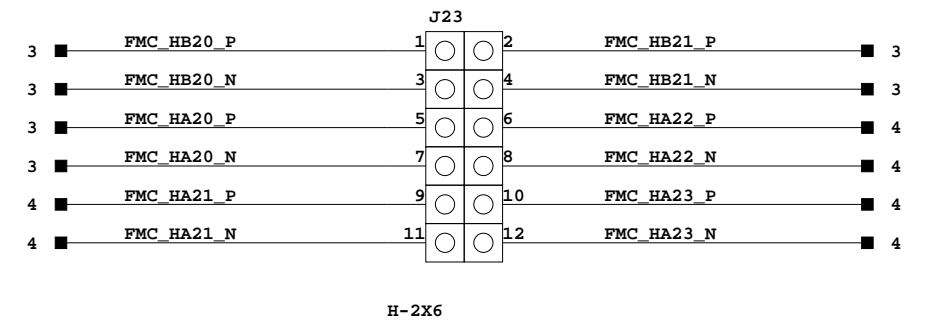 J23
3 FMC_HB20_P 1 2 FMC_HB21_P 3
3 FMC_HB20_N 3 4 FMC_HB21_N 3
3 FMC_HA20_P 5 6 FMC_HA22_P 4
3 FMC_HA20_N 7 8 FMC_HA22_N 4
4 FMC_HA21_P 9 10 FMC_HA23_P 4
4 FMC_HA21_N 11 12 FMC_HA23_N 4
H-2X6